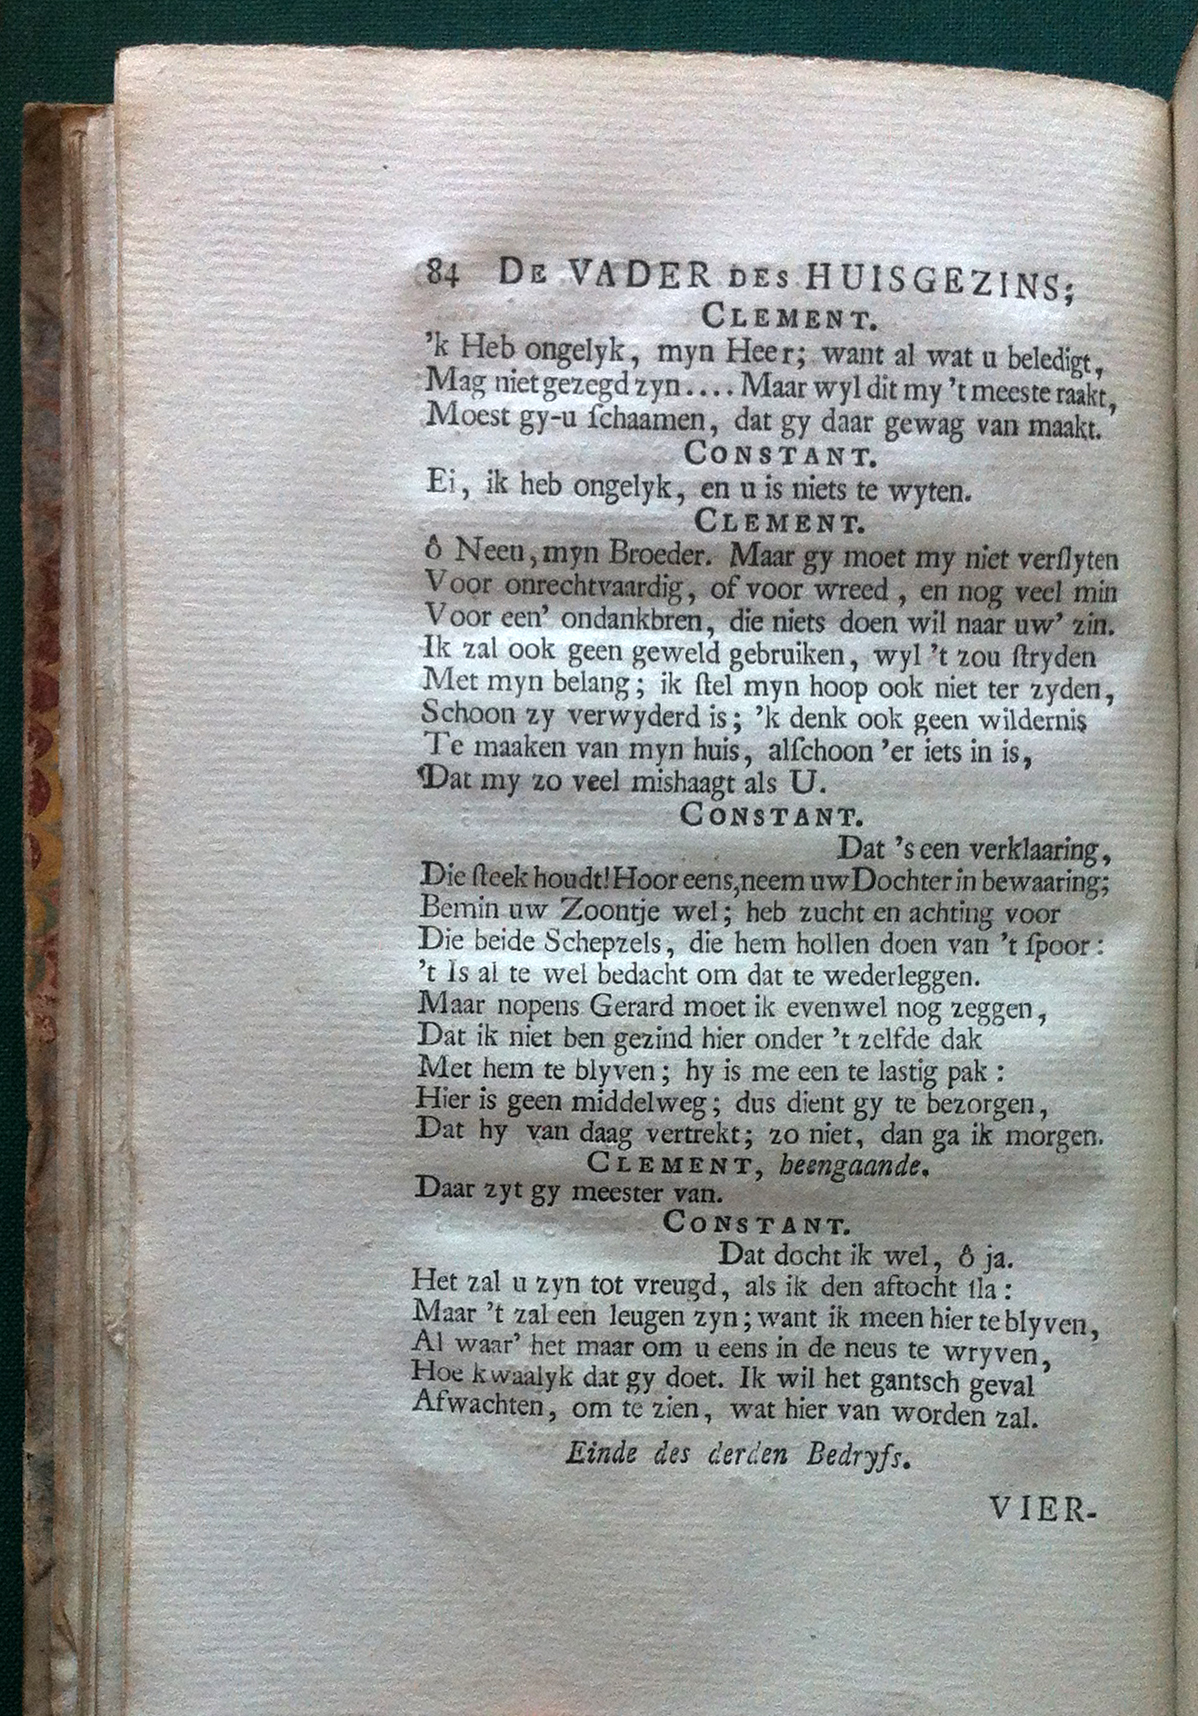 84 DE VADER DES HUISGEZINS;
CLEMENT.
'k Heb ongelyk, myn Heer; want al wat u beledigt,
Mag niet gezegd zyn.... Maar wyl dit my 't meeste raakt,
Moest gy-u ſchaamen, dat gy daar gewag van maakt.
CONSTANT.
Ei, ik heb ongelyk, en u is niets te wyten.
CLEMENT.
ô Neen, myn Broeder. Maar gy moet my niet verſlyten
Voor onrechtvaardig, of voor wreed, en nog veel min
Voor een' ondankbren, die niets doen wil naar uw' zin.
Ik zal ook geen geweld gebruiken, wyl 't zou ſtryden
Met myn belang; ik ſtel myn hoop ook niet ter zyden,
Schoon zy verwyderd is; 'k denk ook geen wildernis
Te maaken van myn huis, alſchoon 'er iets in is,
Dat my zo veel mishaagt als U.
CONSTANT.
Dat 's een verklaaring,
Die ſteek houdt! Hoor eens, neem uw Dochter in bewaaring;
Bemin uw Zoontje wel; heb zucht en achting voor
Die beide Schepzels, die hem hollen doen van 't ſpoor:
't Is al te wel bedacht om dat te wederleggen.
Maar nopens Gerard moet ik evenwel nog zeggen,
Dat ik niet ben gezind hier onder 't zelfde dak
Met hem te blyven; hy is me een te lastig pak:
Hier is geen middelweg; dus dient gy te bezorgen,
Dat hy van daag vertrekt; zo niet, dan ga ik morgen.
CLEMENT, heengaande.
Daar zyt gy meester van.
CONSTANT.
Dat docht ik wel, ô ja.
Het zal u zyn tot vreugd, als ik den aftocht ſla:
Maar 't zal een leugen zyn; want ik meen hier te blyven,
Al waar' het maar om u eens in de neus te wryven,
Hoe kwaalyk dat gy doet. Ik wil het gantsch geval
Afwachten, om te zien, wat hier van worden zal.
Einde des derden Bedryfs.
VIER-